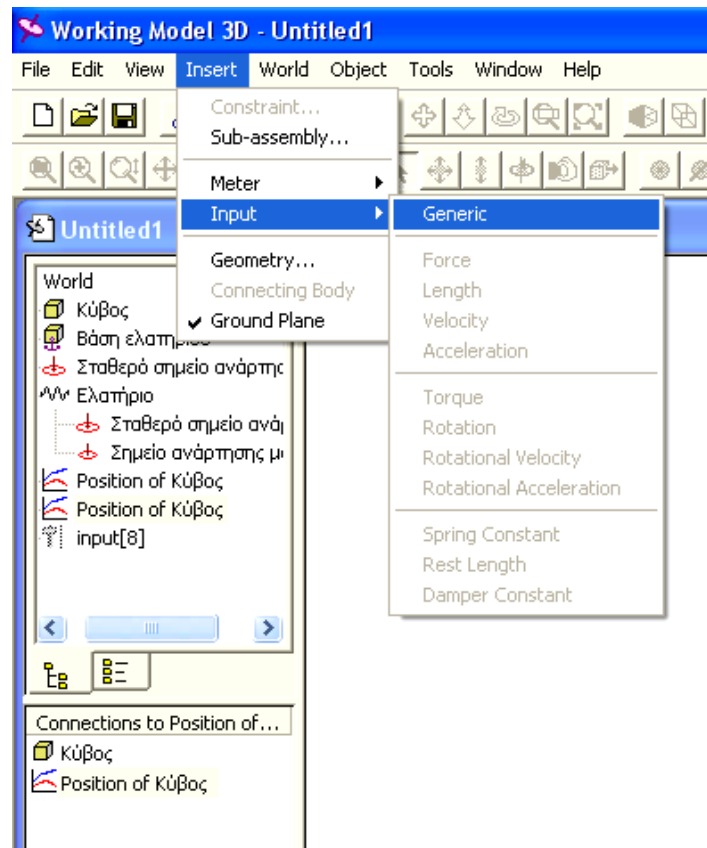 Working Model 3D - Untitled1
File Edit View Insert World Object Tools Window Help
Constraint...
Sub-assembly...
Meter
Input
Geometry...
Connecting Body
Ground Plane
Generic
Force
Length
Velocity
Acceleration
Torque
Rotation
Rotational Velocity
Rotational Acceleration
Spring Constant
Rest Length
Damper Constant
Untitled1
World
Κύβος
Βάση ελατηρίου
Σταθερό σημείο ανάρτης
Ελατήριο
Σταθερό σημείο ανά
Σημείο ανάρτησης μ
Position of Κύβος
Position of Κύβος
input[8]
Connections to Position of...
Κύβος
Position of Κύβος